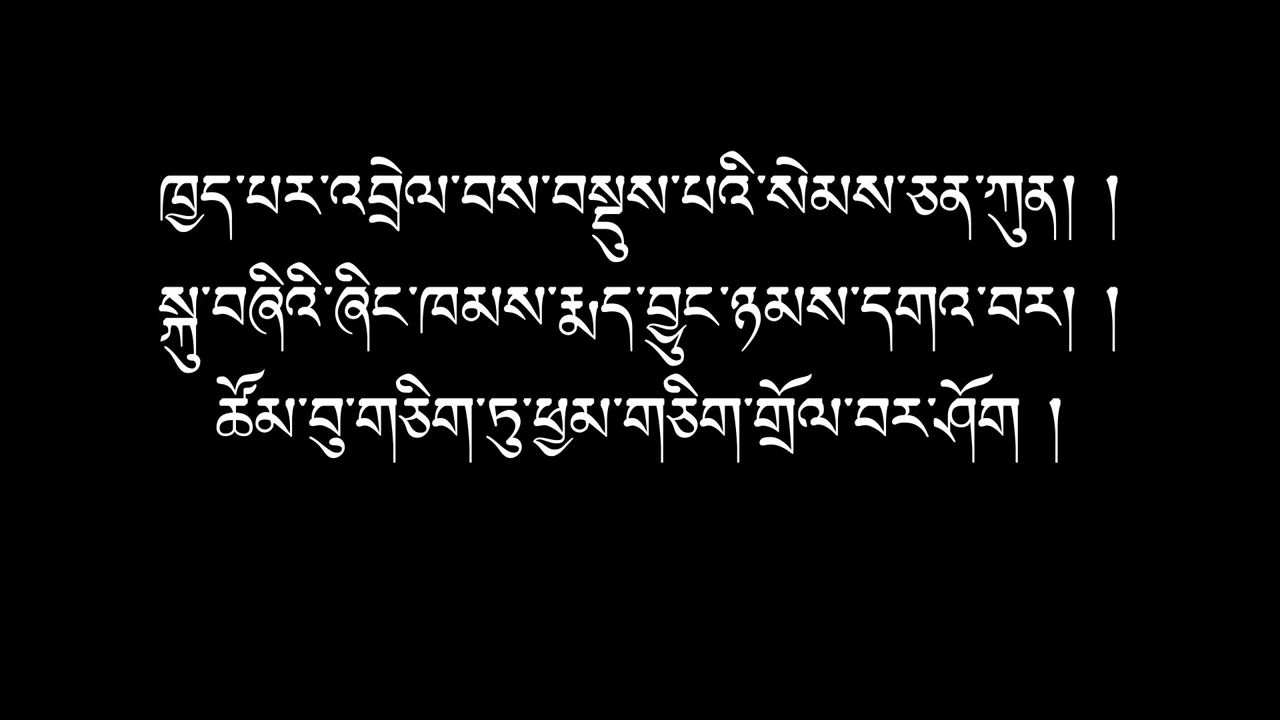 ཁྱད་པར་འབྲེལ་བས་བསྡུས་པའི་སེམས་ཅན་ཀུན། །
སྐུ་བཞིའི་ཞིང་ཁམས་རྨད་བྱུང་ཉམས་དགའ་བར། །
ཚོམ་བུ་གཅིག་ཏུ་ཕྱམ་གཅིག་གྲོལ་བར་ཤོག །